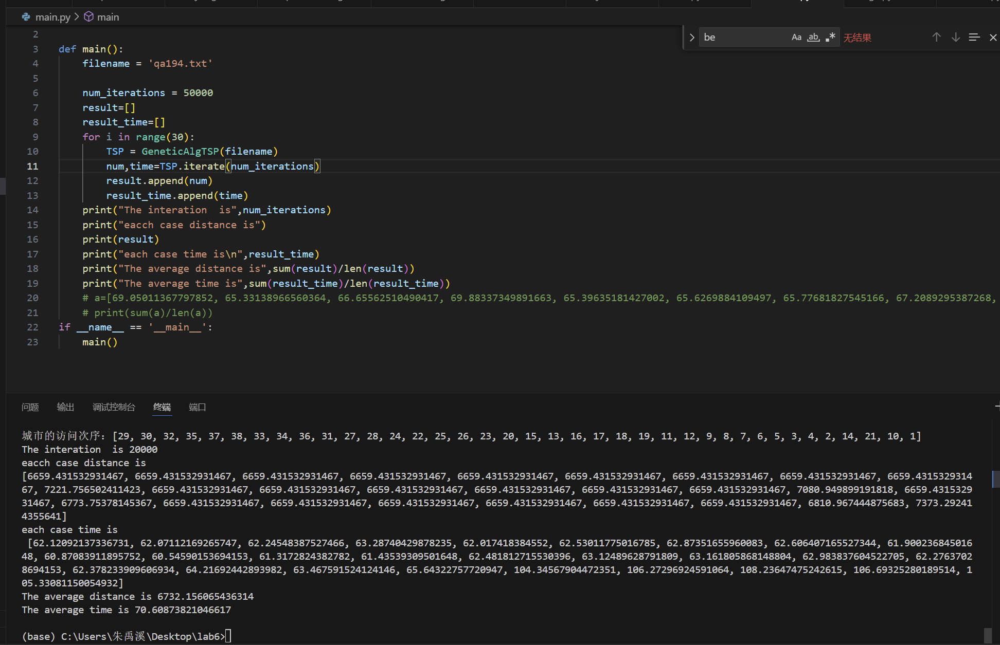 main.py > main
be Aa ab .* 无结果
2
3 def main():
4 filename = 'qa194.txt'
5
6 num_iterations = 50000
7 result=[]
8 result_time=[]
9 for i in range(30):
10 TSP = GeneticAlgTSP(filename)
11 num,time=TSP.iterate(num_iterations)
12 result.append(num)
13 result_time.append(time)
14 print("The interation  is",num_iterations)
15 print("eacch case distance is")
16 print(result)
17 print("each case time is\n",result_time)
18 print("The average distance is",sum(result)/len(result))
19 print("The average time is",sum(result_time)/len(result_time))
20 # a=[69.05011367797852, 65.33138966560364, 66.65562510490417, 69.88337349891663, 65.39635181427002, 65.6269884109497, 65.77681827545166, 67.2089295387268,
21 # print(sum(a)/len(a))
22 if __name__ == '__main__':
23 main()
问题 输出 调试控制台 终端 端口
城市的访问次序: [29, 30, 32, 35, 37, 38, 33, 34, 36, 31, 27, 28, 24, 22, 25, 26, 23, 20, 15, 13, 16, 17, 18, 19, 11, 12, 9, 8, 7, 6, 5, 3, 4, 2, 14, 21, 10, 1]
The interation  is 20000
eacch case distance is
[6659.431532931467, 6659.431532931467, 6659.431532931467, 6659.431532931467, 6659.431532931467, 6659.431532931467, 6659.431532931467, 6659.431532931467, 6659.4315329314
67, 7221.756502411423, 6659.431532931467, 6659.431532931467, 6659.431532931467, 6659.431532931467, 6659.431532931467, 6659.431532931467, 7080.949899191818, 6659.4315329
31467, 6773.75378145367, 6659.431532931467, 6659.431532931467, 6659.431532931467, 6659.431532931467, 6659.431532931467, 6659.431532931467, 6810.967444875683, 7373.29241
4355641]
each case time is
[62.12092137336731, 62.07112169265747, 62.24548387527466, 63.28740429878235, 62.017418384552, 62.53011775016785, 62.87351655960083, 62.606407165527344, 61.9002368450­16
48, 60.87083911895752, 60.54590153694153, 61.3172824382782, 61.43539309501648, 62.481812715530396, 63.12489628791809, 63.161805868148804, 62.983837604522705, 62.2763702
8694153, 62.378233909606934, 64.21692442893982, 63.467591524124146, 65.64322757720947, 104.34567904472351, 106.27296924591064, 108.23647475242615, 106.69325280189514, 1
05.33081150054932]
The average distance is 6732.156065436314
The average time is 70.60873821046617
(base) C:\Users\朱禹溪\Desktop\lab6>